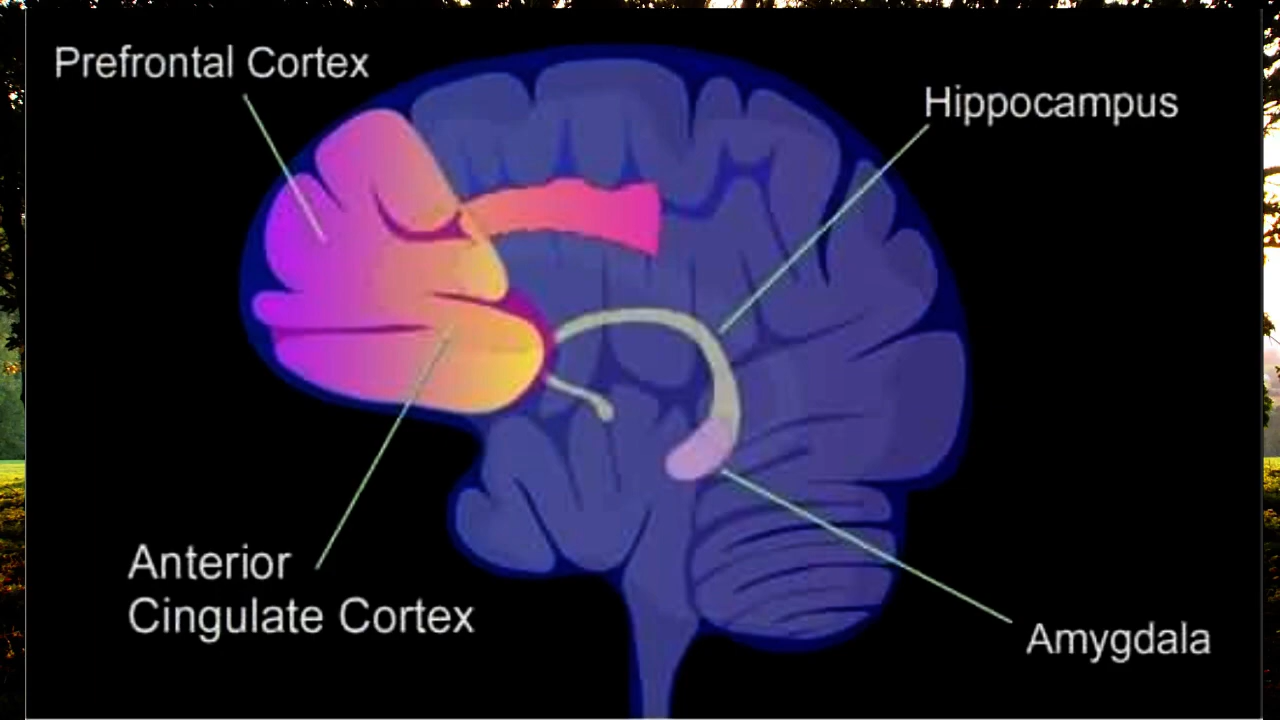 Prefrontal Cortex
Hippocampus
Anterior
Cingulate Cortex
Amygdala